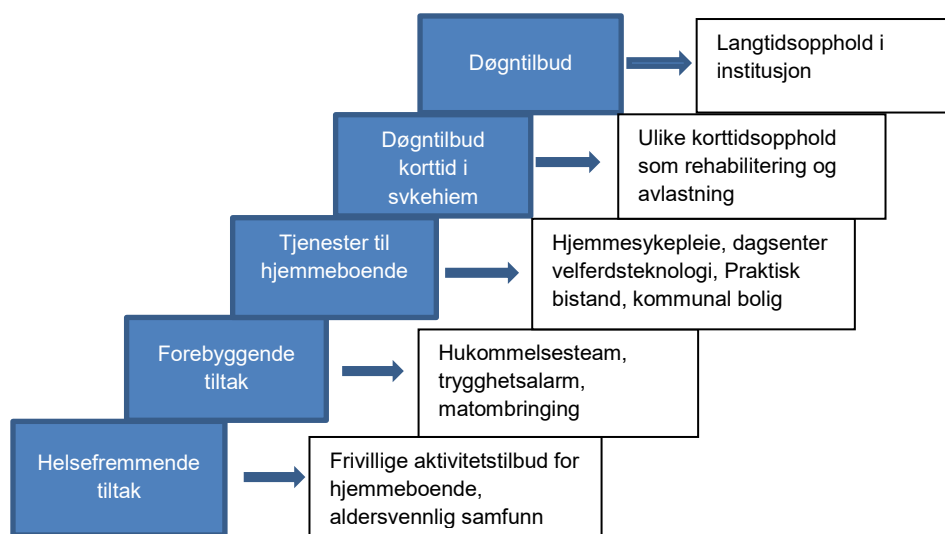 Døgntilbud
Langtidsopphold i
institusjon
Døgntilbud
korttid i
svkehiem
Ulike korttidsopphold
som rehabilitering og
avlastning
Tjenester til
hjemmeboende
Hjemmesykepleie, dagsenter
velferdsteknologi, Praktisk
bistand, kommunal bolig
Forebyggende
tiltak
Hukommelsesteam,
trygghetsalarm,
matombringing
Helsefremmende
tiltak
Frivillige aktivitetstilbud for
hjemmeboende,
aldersvennlig samfunn